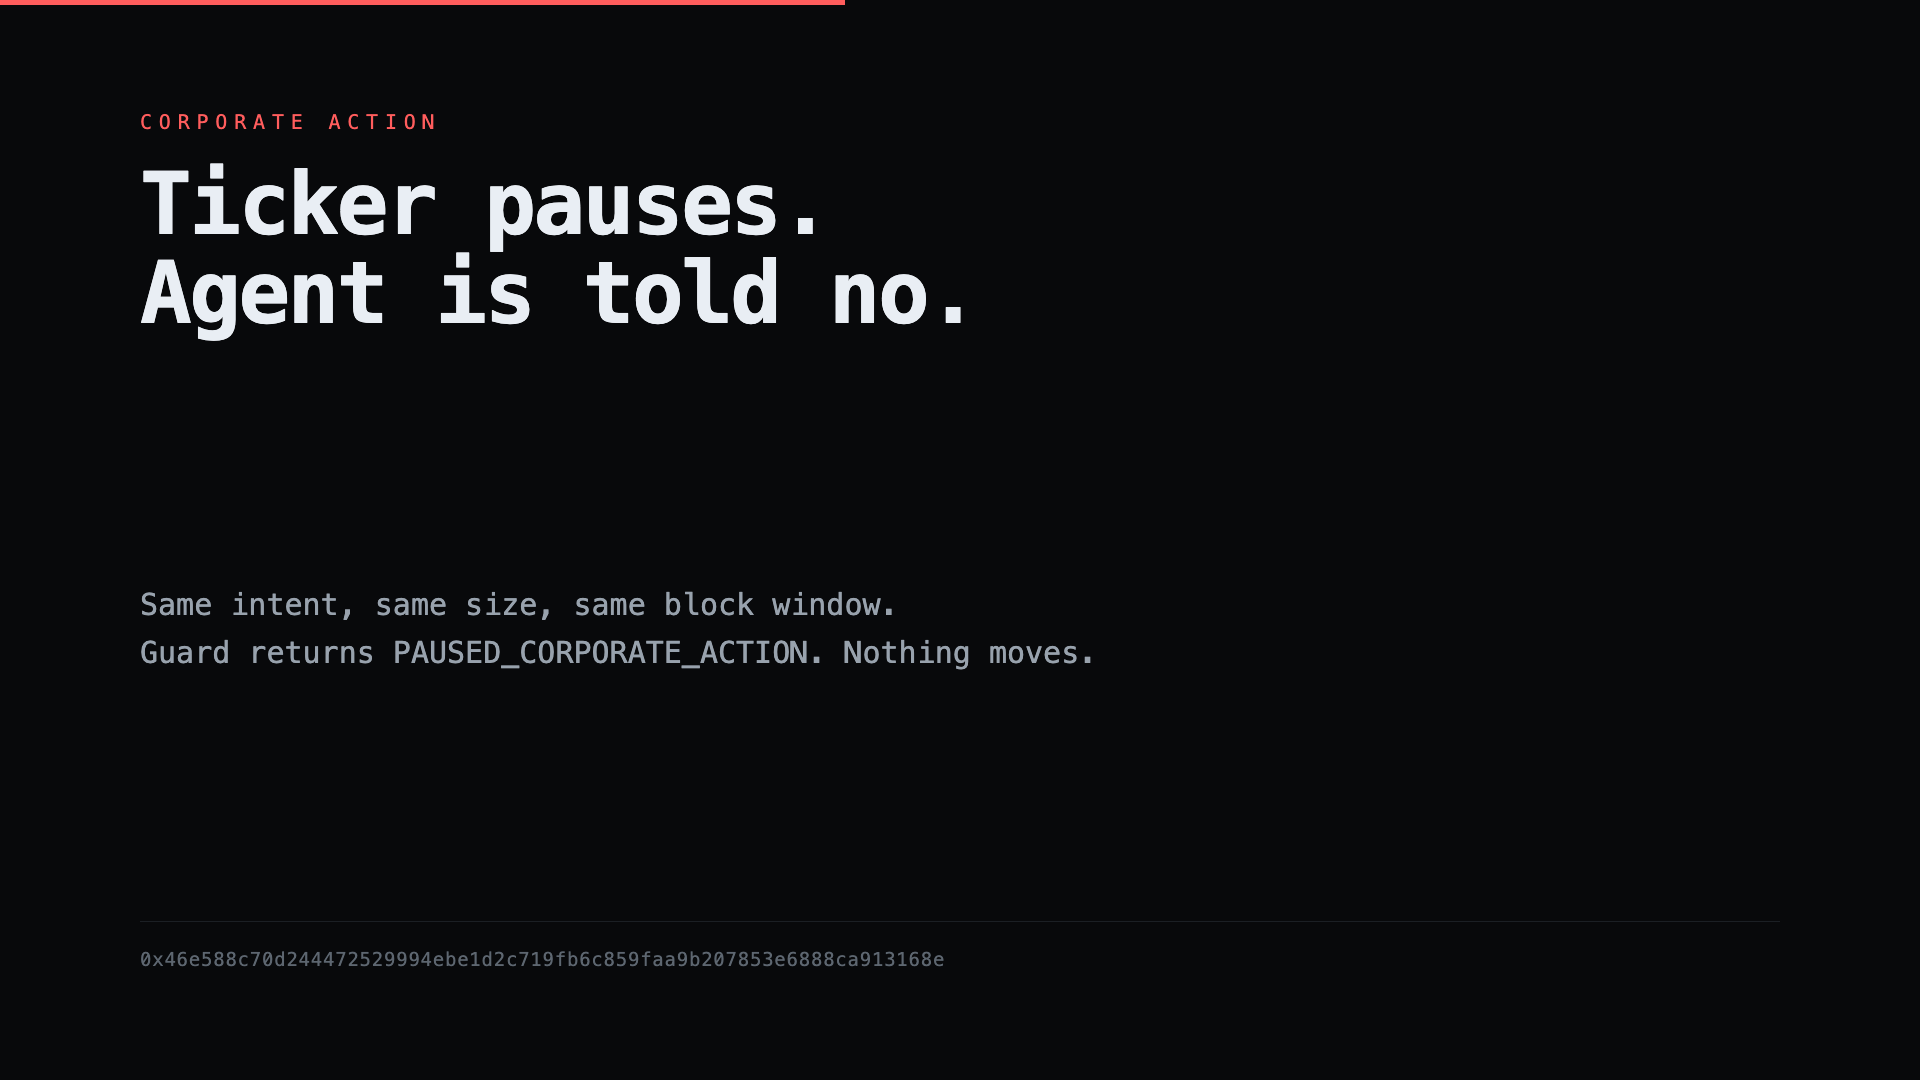 CORPORATE ACTION
Ticker pauses.
Agent is told no.
Same intent, same size, same block window.
Guard returns PAUSED_CORPORATE_ACTION. Nothing moves.
0x46e588c70d244472529994ebe1d2c719fb6c859faa9b207853e6888ca913168e